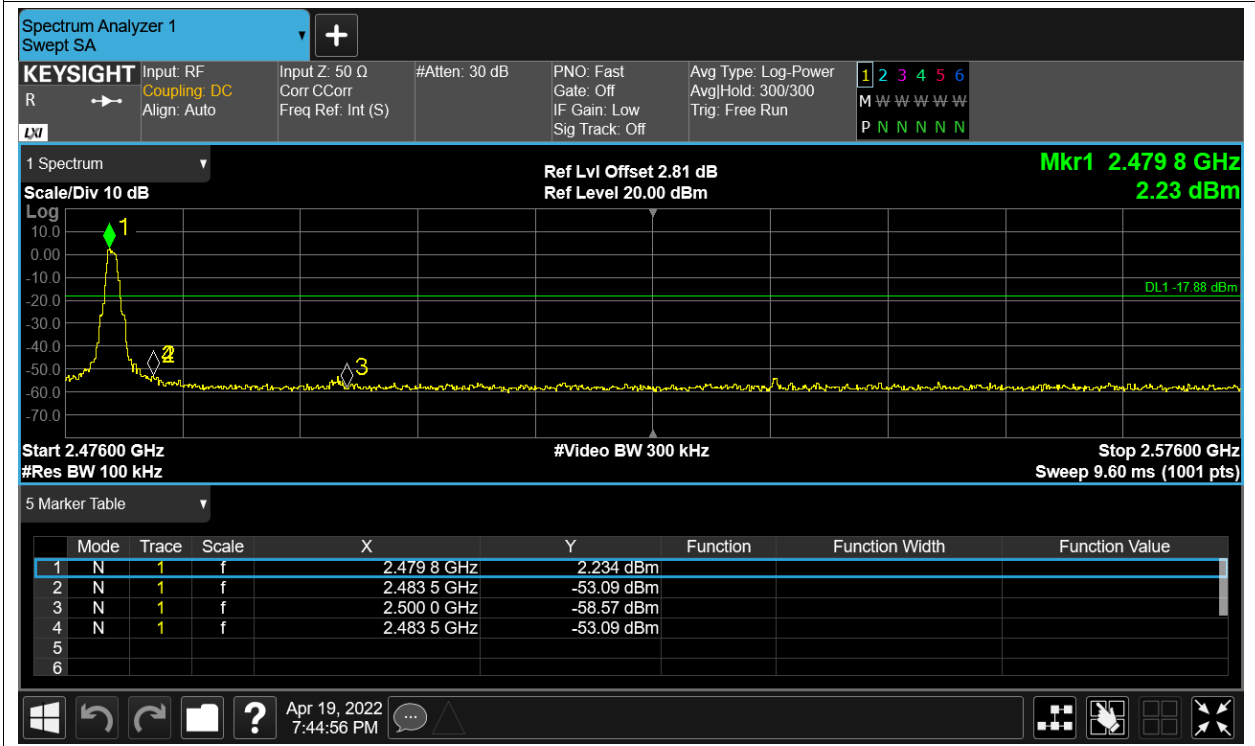 Spectrum Analyzer 1
Swept SA
+
KEYSIGHT
R
LXI
Input: RF
Coupling: DC
Align: Auto
Input Z: 50 Ω
Corr CCorr
Freq Ref: Int (S)
#Atten: 30 dB
PNO: Fast
Gate: Off
IF Gain: Low
Sig Track: Off
Avg Type: Log-Power
Avg|Hold: 300/300
Trig: Free Run
1 2 3 4 5 6
M W W W W W
P N N N N N
1 Spectrum
Scale/Div 10 dB
Ref Lvl Offset 2.81 dB
Ref Level 20.00 dBm
Mkr1 2.479 8 GHz
2.23 dBm
Log
10.0
0.00
-10.0
-20.0
-30.0
-40.0
-50.0
-60.0
-70.0
1
3
DL1 -17.88 dBm
Start 2.47600 GHz
#Res BW 100 kHz
#Video BW 300 kHz
Stop 2.57600 GHz
Sweep 9.60 ms (1001 pts)
5 Marker Table
Mode Trace Scale X Y Function Function Width Function Value
1 N 1 f 2.479 8 GHz 2.234 dBm
2 N 1 f 2.483 5 GHz -53.09 dBm
3 N 1 f 2.500 0 GHz -58.57 dBm
4 N 1 f 2.483 5 GHz -53.09 dBm
5
6
?
Apr 19, 2022
7:44:56 PM